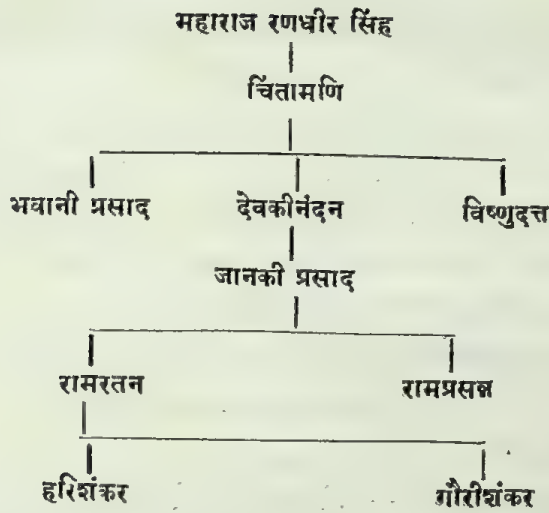 महाराज रणधीर सिंह
चिंतामणि
भवानी प्रसाद देवकीनंदन विष्णुदत्त
जानकी प्रसाद
रामरतन रामप्रसन्न
हरिशंकर गौरीशंकर